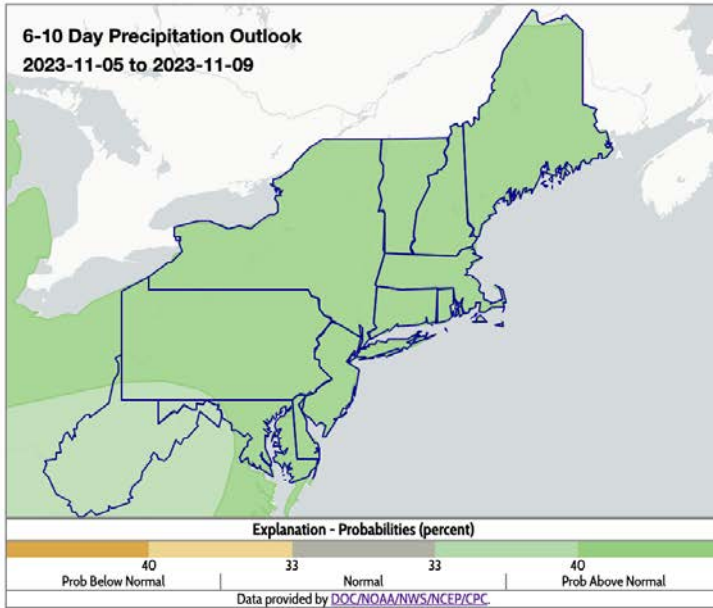 6-10 Day Precipitation Outlook
2023-11-05 to 2023-11-09
Explanation - Probabilities (percent)
40 33 33 40
Prob Below Normal Normal Prob Above Normal
Data provided by DOC/NOAA/NWS/NCEP/CPC.